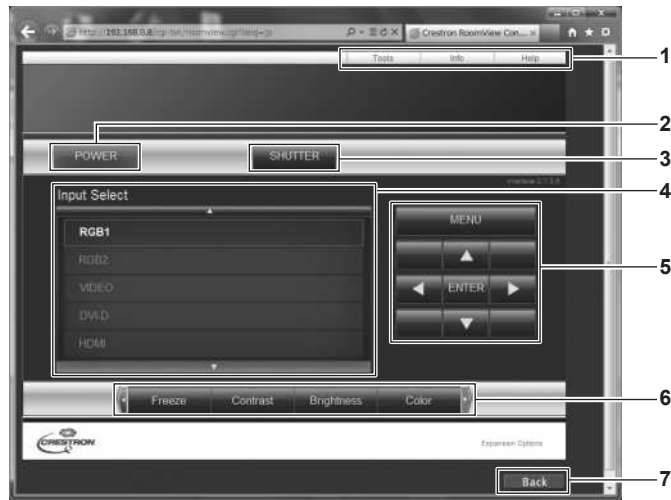 Crestron RoomView Con...
Tools Info Help
1
2
POWER
SHUTTER
3
Input Select
4
RGB1
RGB2
VIDEO
DVI-D
HDMI
MENU
ENTER
5
Freeze Contrast Brightness Color
6
CRESTRON
Expansion Options
Back
7